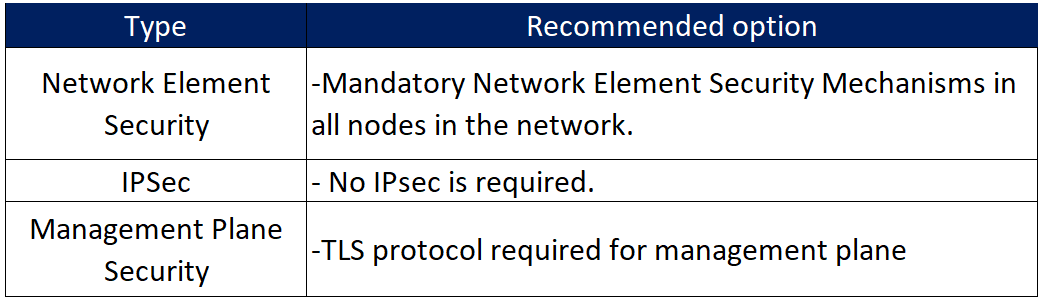 Type
Recommended option
Network Element
Security
-Mandatory Network Element Security Mechanisms in
all nodes in the network.
IPSec
- No IPsec is required.
Management Plane
Security
-TLS protocol required for management plane